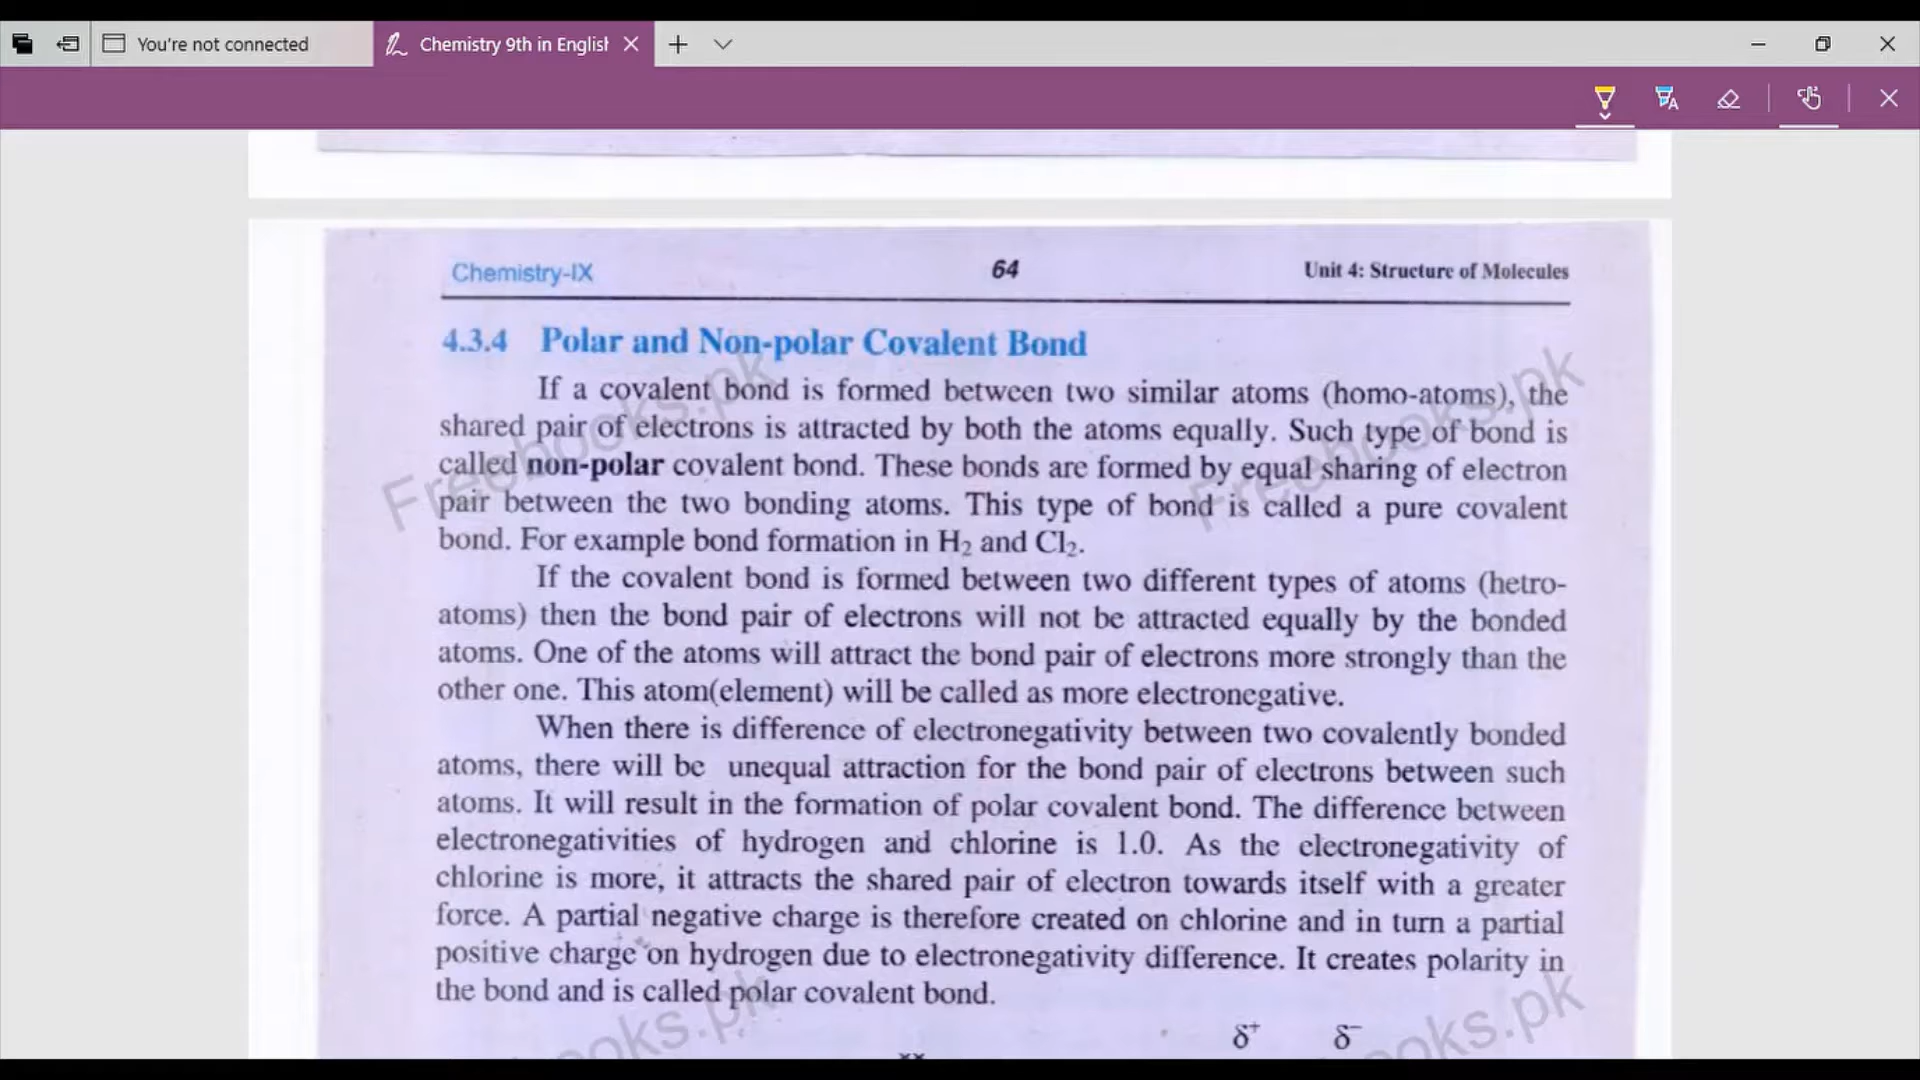 You're not connected
Chemistry 9th in English
Chemistry-IX 64 Unit 4: Structure of Molecules
4.3.4 Polar and Non-polar Covalent Bond
If a covalent bond is formed between two similar atoms (homo-atoms), the
shared pair of electrons is attracted by both the atoms equally. Such type of bond is
called non-polar covalent bond. These bonds are formed by equal sharing of electron
pair between the two bonding atoms. This type of bond is called a pure covalent
bond. For example bond formation in H₂ and Cl₂.
If the covalent bond is formed between two different types of atoms (hetro-
atoms) then the bond pair of electrons will not be attracted equally by the bonded
atoms. One of the atoms will attract the bond pair of electrons more strongly than the
other one. This atom(element) will be called as more electronegative.
When there is difference of electronegativity between two covalently bonded
atoms, there will be unequal attraction for the bond pair of electrons between such
atoms. It will result in the formation of polar covalent bond. The difference between
electronegativities of hydrogen and chlorine is 1.0. As the electronegativity of
chlorine is more, it attracts the shared pair of electron towards itself with a greater
force. A partial negative charge is therefore created on chlorine and in turn a partial
positive charge on hydrogen due to electronegativity difference. It creates polarity in
the bond and is called polar covalent bond.
δ⁺ δ⁻
Freebooks.pk
Freebooks.pk
oks.pk
oks.pk